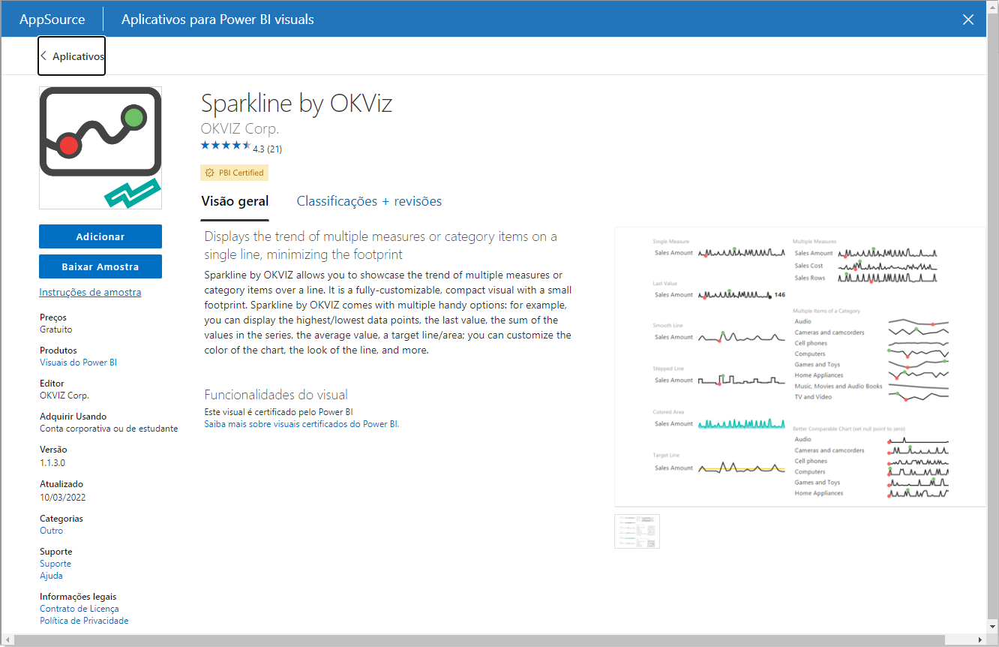 AppSource
Aplicativos para Power BI visuals
Aplicativos
Sparkline by OKViz
OKVIZ Corp.
4.3 (21)
PBI Certified
Visão geral
Classificações + revisões
Adicionar
Baixar Amostra
Instruções de amostra
Preços
Gratuito
Produtos
Visuais do Power BI
Editor
OKVIZ Corp.
Adquirir Usando
Conta corporativa ou de estudante
Versão
1.1.3.0
Atualizado
10/03/2022
Categorias
Outro
Suporte
Suporte
Ajuda
Informações legais
Contrato de Licença
Política de Privacidade
Displays the trend of multiple measures or category items on a
single line, minimizing the footprint
Sparkline by OKVIZ allows you to showcase the trend of multiple measures or
category items over a line. It is a fully-customizable, compact visual with a small
footprint. Sparkline by OKVIZ comes with multiple handy options: for example,
you can display the highest/lowest data points, the last value, the sum of the
values in the series, the average value, a target line/area; you can customize the
color of the chart, the look of the line, and more.
Funcionalidades do visual
Este visual é certificado pelo Power BI
Saiba mais sobre visuais certificados do Power BI.
Single Measure
Sales Amount
Last Value
Sales Amount
146
Smooth Line
Sales Amount
Stepped Line
Sales Amount
Colored Area
Sales Amount
Target Line
Sales Amount
Multiple Measures
Sales Amount
Sales Cost
Sales Rows
Multiple Items of a Category
Audio
Cameras and camcorders
Cell phones
Computers
Games and Toys
Home Appliances
Music, Movies and Audio Books
TV and Video
Better Comparable Chart (set null point to zero)
Audio
Cameras and camcorders
Cell phones
Computers
Games and Toys
Home Appliances